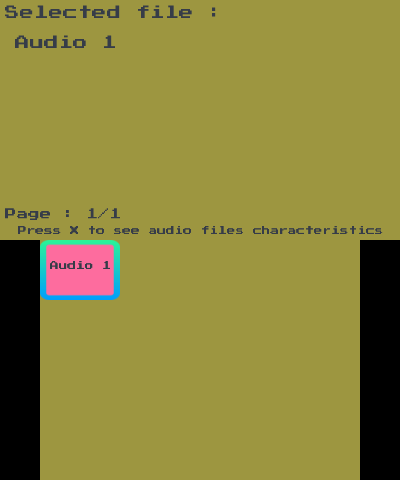 Selected file :
Audio 1
Page : 1/1
Press X to see audio files characteristics
Audio 1